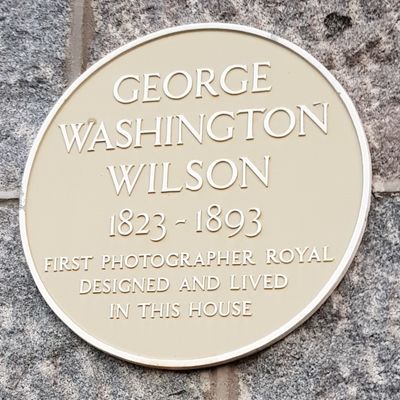 GEORGE
WASHINGTON
WILSON
1823 - 1893
FIRST PHOTOGRAPHER ROYAL
DESIGNED AND LIVED
IN THIS HOUSE